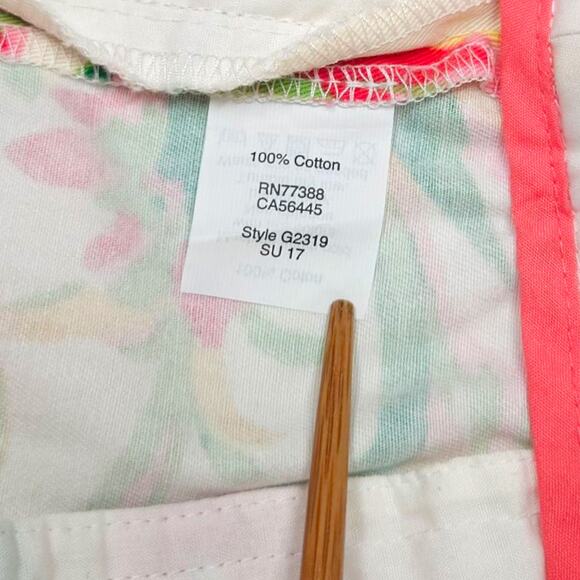 100% Cotton
RN77388
CA56445
Style G2319
SU 17